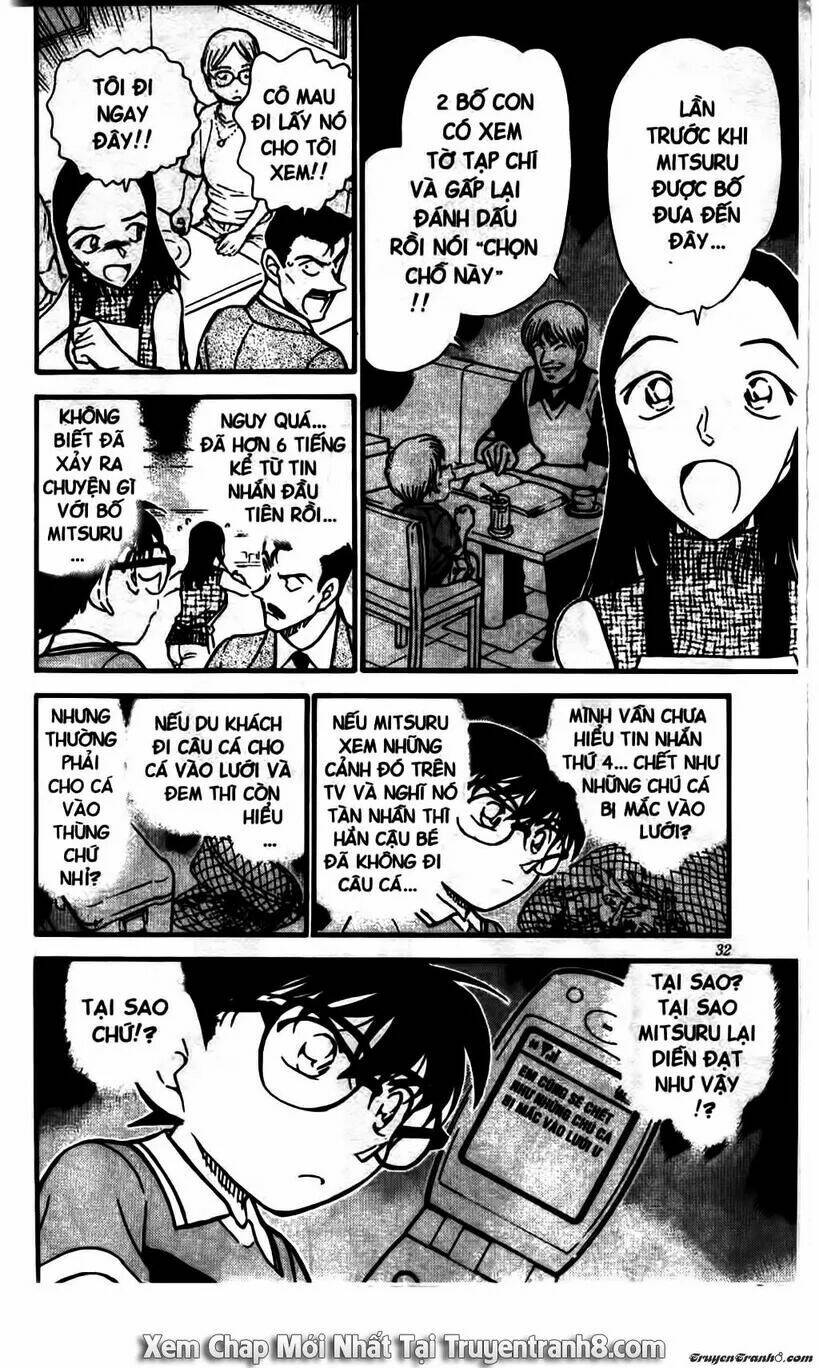 LẦN
TRƯỚC KHI
MITSURU
ĐƯỢC BỐ
ĐƯA ĐẾN
ĐÂY...
2 BỐ CON
CÓ XEM
TỜ TẠP CHÍ
VÀ GẤP LẠI
ĐÁNH DẤU
RỒI NÓI "CHỌN
CHỖ NÀY"
!!
CÔ MAU
ĐI LẤY NÓ
CHO TÔI
XEM!!
TÔI ĐI
NGAY
ĐÂY!!
NGUY QUÁ...
ĐÃ HƠN 6 TIẾNG
KỂ TỪ TIN
NHẮN ĐẦU
TIÊN RỒI...
KHÔNG
BIẾT ĐÃ
XẢY RA
CHUYỆN GÌ
VỚI BỐ
MITSURU
...
MÌNH VẪN CHƯA
HIỂU TIN NHẮN
THỨ 4... CHẾT NHƯ
NHỮNG CHÚ CÁ
BỊ MẮC VÀO
LƯỚI?
NẾU MITSURU
XEM NHỮNG
CẢNH ĐÓ TRÊN
TV VÀ NGHĨ NÓ
TÀN NHẪN THÌ
HẲN CẬU BÉ
ĐÃ KHÔNG ĐI
CÂU CÁ...
NẾU DU KHÁCH
ĐI CÂU CÁ CHO
CÁ VÀO LƯỚI VÀ
ĐEM THÌ CÒN
HIỂU
...
NHƯNG
THƯỜNG
PHẢI
CHO CÁ
VÀO
THÙNG
CHỨ
NHỈ?
32
TẠI SAO?
TẠI SAO
MITSURU LẠI
DIỄN ĐẠT
NHƯ VẬY
!?
EM CŨNG SẼ CHẾT
NHƯ NHỮNG CHÚ CÁ
BỊ MẮC VÀO LƯỚI Ư
TẠI SAO
CHỨ!?
Xem Chap Mới Nhất Tại Truyentranh8.com
TruyenTranh8.com